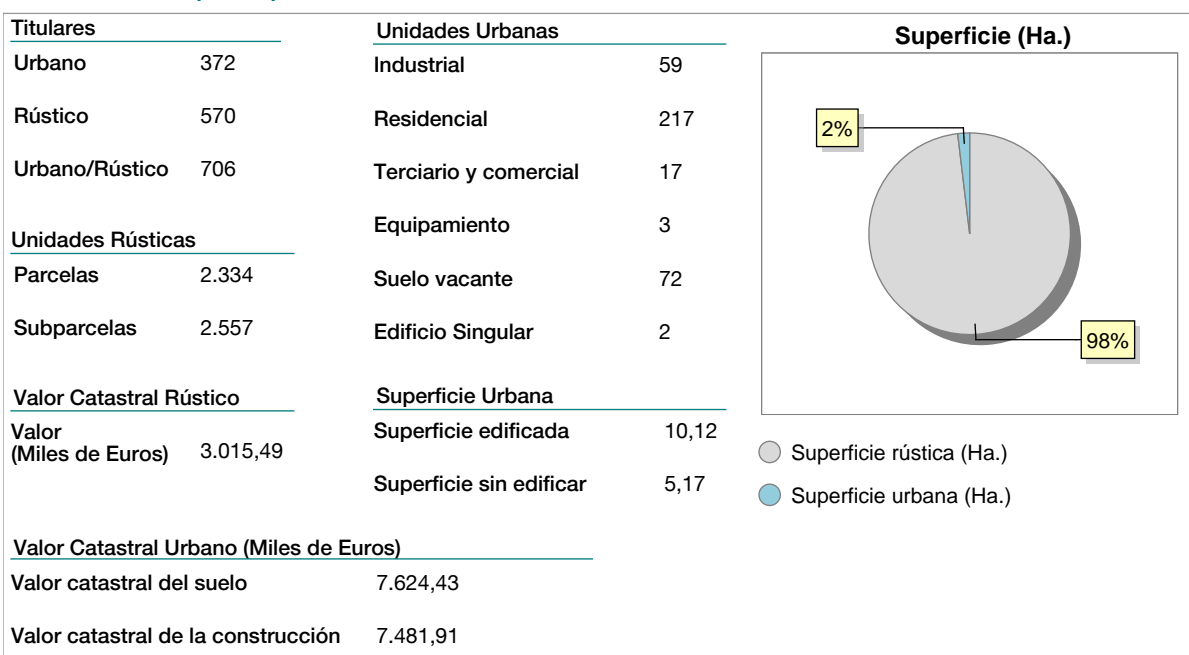 Titulares
Urbano 372
Rústico 570
Urbano/Rústico 706
Unidades Rústicas
Parcelas 2.334
Subparcelas 2.557
Valor Catastral Rústico
Valor
(Miles de Euros) 3.015,49
Unidades Urbanas
Industrial 59
Residencial 217
Terciario y comercial 17
Equipamiento 3
Suelo vacante 72
Edificio Singular 2
Superficie Urbana
Superficie edificada 10,12
Superficie sin edificar 5,17
Valor Catastral Urbano (Miles de Euros)
Valor catastral del suelo 7.624,43
Valor catastral de la construcción 7.481,91
Superficie (Ha.)
2%
98%
Superficie rústica (Ha.)
Superficie urbana (Ha.)